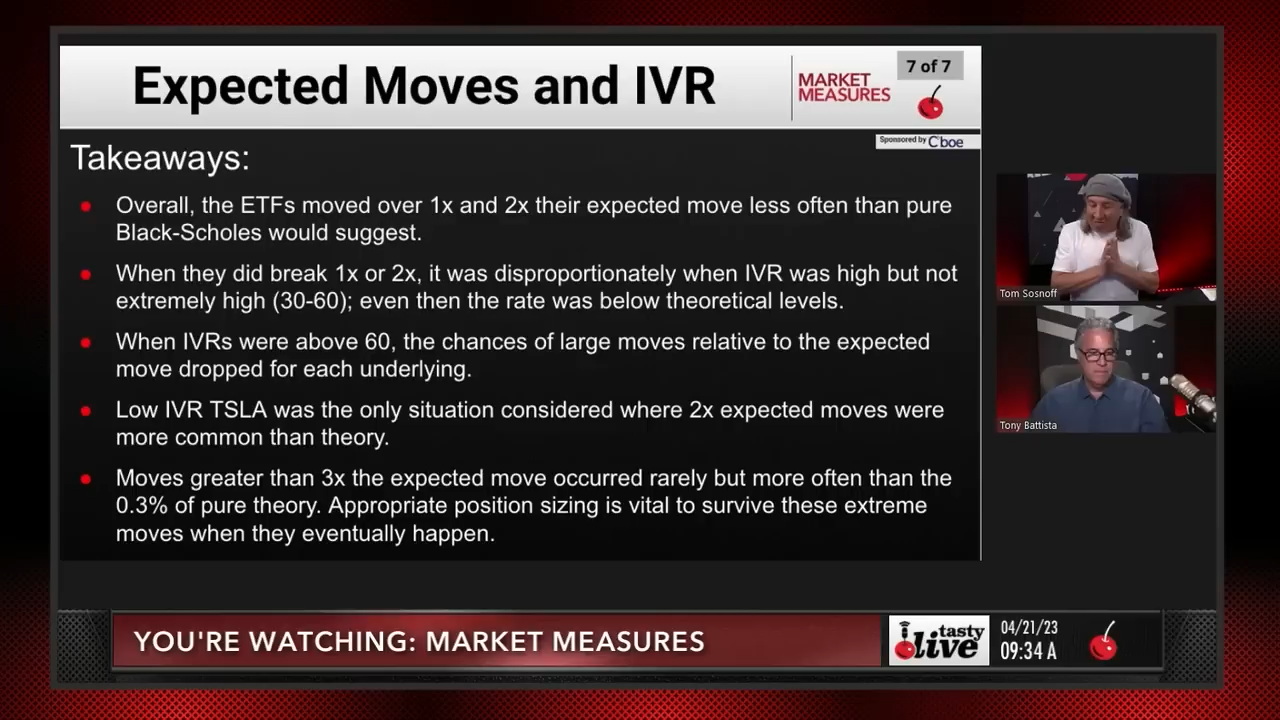 Expected Moves and IVR
MARKET
MEASURES
7 of 7
Sponsored by Cboe
Takeaways:
Overall, the ETFs moved over 1x and 2x their expected move less often than pure
Black-Scholes would suggest.
When they did break 1x or 2x, it was disproportionately when IVR was high but not
extremely high (30-60); even then the rate was below theoretical levels.
When IVRs were above 60, the chances of large moves relative to the expected
move dropped for each underlying.
Low IVR TSLA was the only situation considered where 2x expected moves were
more common than theory.
Moves greater than 3x the expected move occurred rarely but more often than the
0.3% of pure theory. Appropriate position sizing is vital to survive these extreme
moves when they eventually happen.
Tom Sosnoff
Tony Battista
YOU'RE WATCHING: MARKET MEASURES
tasty
live
04/21/23
09:34 A